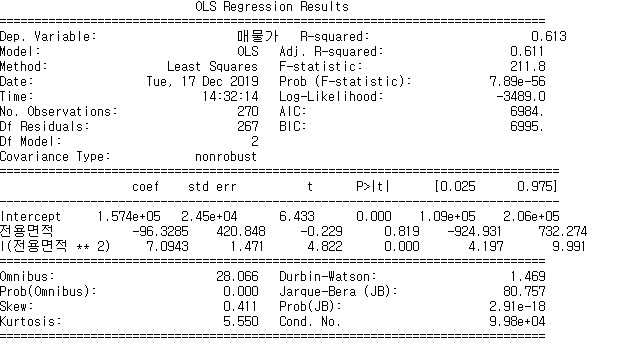 OLS Regression Results
==============================================================================
Dep. Variable: 매물가 R-squared: 0.613
Model: OLS Adj. R-squared: 0.611
Method: Least Squares F-statistic: 211.8
Date: Tue, 17 Dec 2019 Prob (F-statistic): 7.89e-56
Time: 14:32:14 Log-Likelihood: -3489.0
No. Observations: 270 AIC: 6984.
Df Residuals: 267 BIC: 6995.
Df Model: 2
Covariance Type: nonrobust
==============================================================================
coef std err t P>|t| [0.025 0.975]
------------------------------------------------------------------------------
Intercept 1.574e+05 2.45e+04 6.433 0.000 1.09e+05 2.06e+05
전용면적 -96.3285 420.848 -0.229 0.819 -924.931 732.274
I(전용면적 ** 2) 7.0943 1.471 4.822 0.000 4.197 9.991
==============================================================================
Omnibus: 28.066 Durbin-Watson: 1.469
Prob(Omnibus): 0.000 Jarque-Bera (JB): 80.757
Skew: 0.411 Prob(JB): 2.91e-18
Kurtosis: 5.550 Cond. No. 9.98e+04
==============================================================================